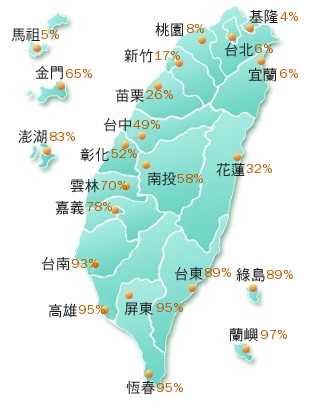 基隆4%
桃園8%
馬祖5%
台北6%
新竹17%
金門65%
宜蘭6%
苗栗26%
台中49%
澎湖83%
彰化52%
花蓮32%
南投58%
雲林70%
嘉義78%
台南93%
台東89%
綠島89%
高雄95%
屏東95%
蘭嶼97%
恆春95%